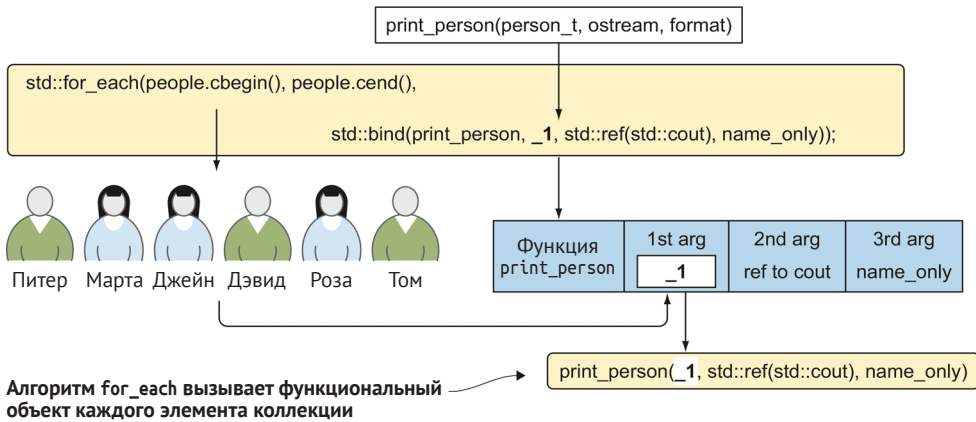 print_person(person_t, ostream, format)
std::for_each(people.cbegin(), people.cend(),
std::bind(print_person, _1, std::ref(std::cout), name_only));
Питер Марта Джейн Дэвид Роза Том
Функция
print_person
1st arg
_1
2nd arg
ref to cout
3rd arg
name_only
print_person(_1, std::ref(std::cout), name_only)
Алгоритм for_each вызывает функциональный
объект каждого элемента коллекции